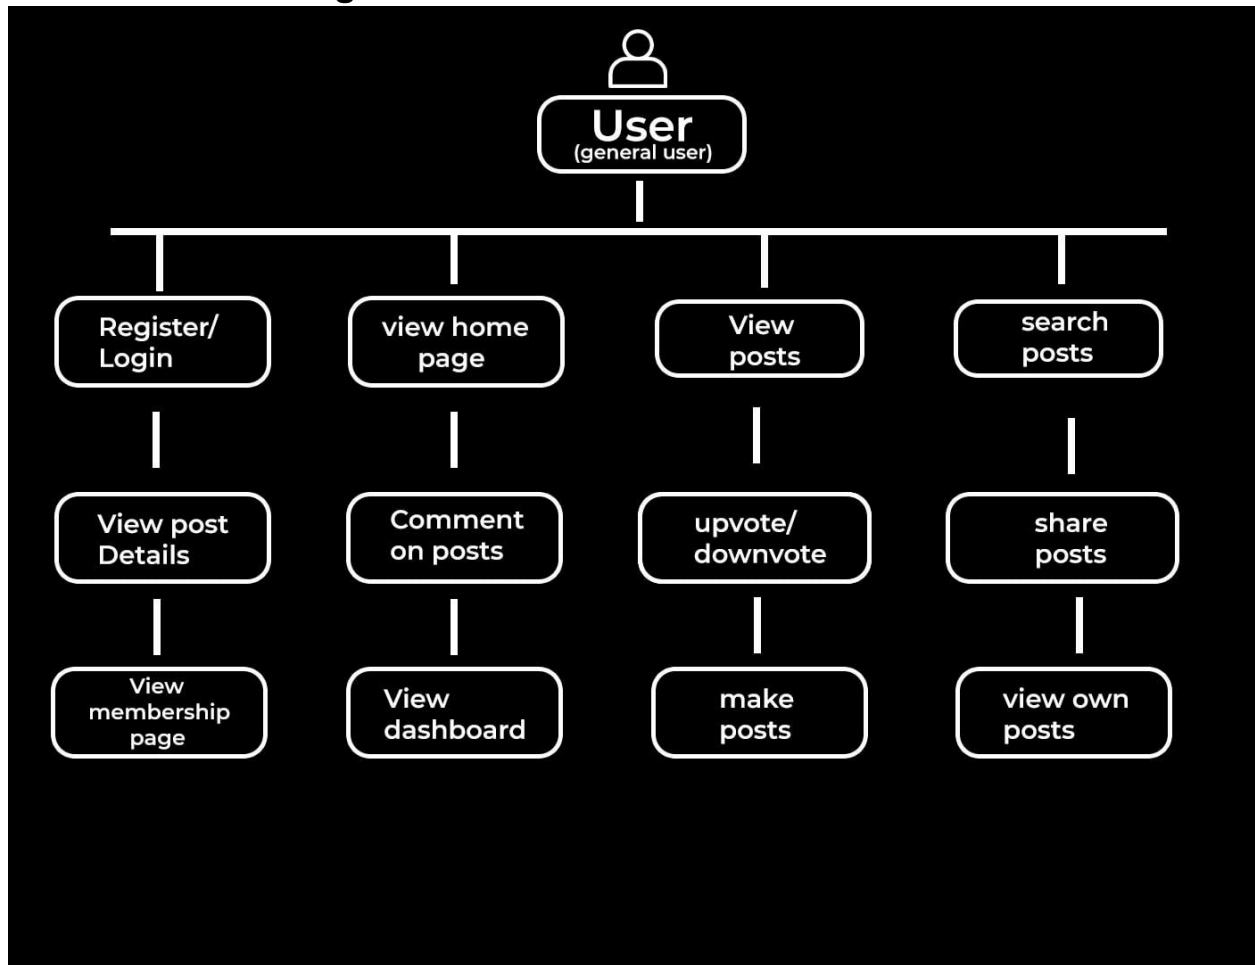 User
(general user)
Register/
Login
view home
page
View
posts
search
posts
View post
Details
Comment
on posts
upvote/
downvote
share
posts
View
membership
page
View
dashboard
make
posts
view own
posts